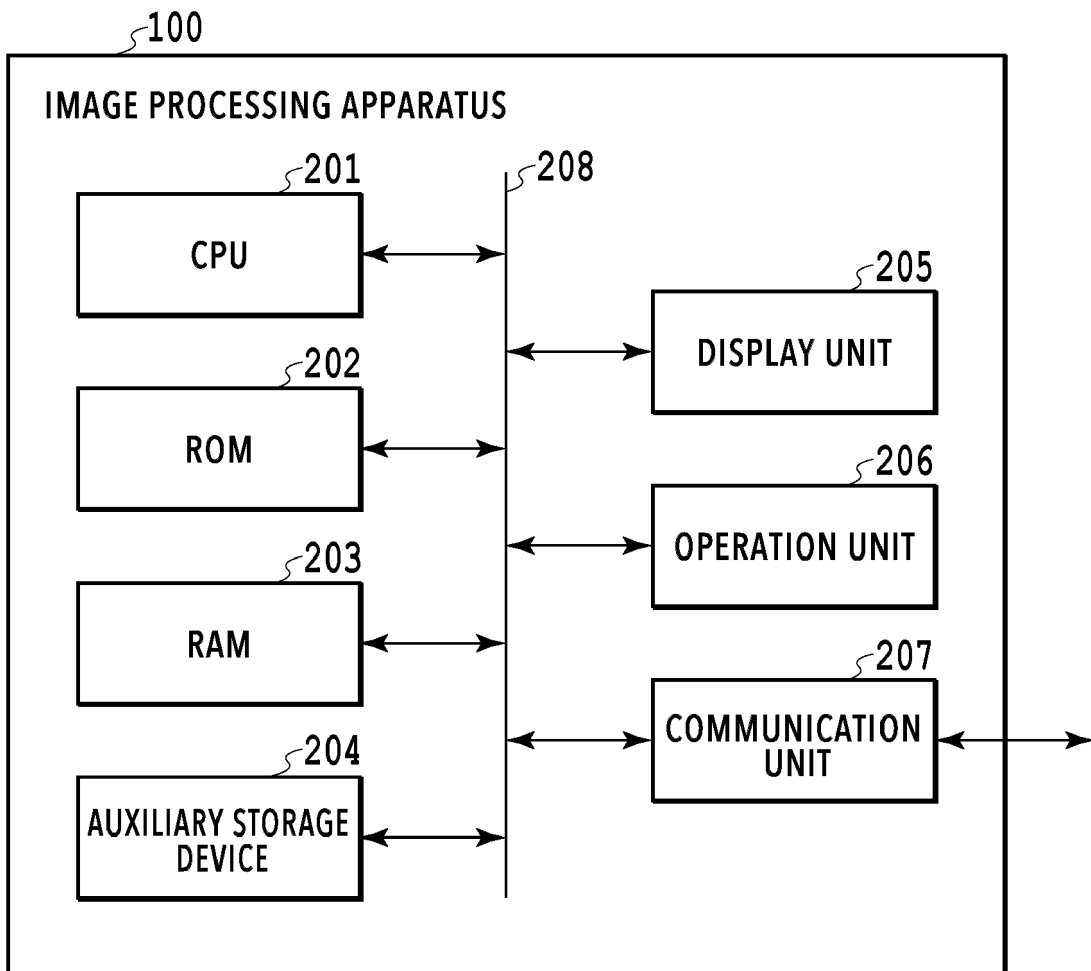 100
IMAGE PROCESSING APPARATUS
201
CPU
208
205
DISPLAY UNIT
202
ROM
206
OPERATION UNIT
203
RAM
207
COMMUNICATION
UNIT
204
AUXILIARY STORAGE
DEVICE